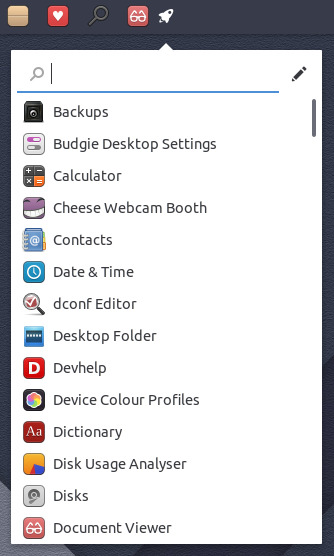 Backups
Budgie Desktop Settings
Calculator
Cheese Webcam Booth
Contacts
Date & Time
dconf Editor
Desktop Folder
D
Devhelp
Device Colour Profiles
Aa
Dictionary
Disk Usage Analyser
Disks
Document Viewer